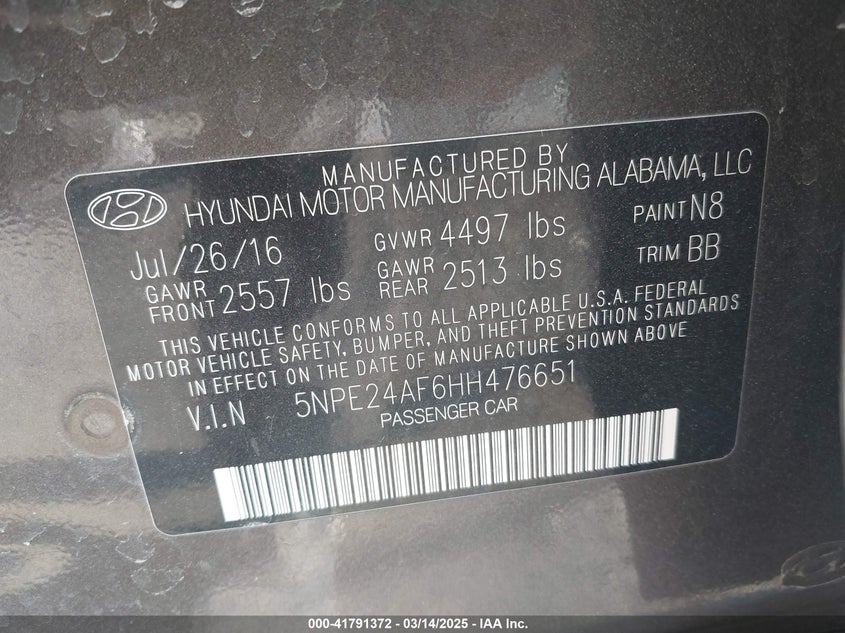 MANUFACTURED BY
HYUNDAI MOTOR MANUFACTURING ALABAMA, LLC
Jul/26/16 GVWR 4497 lbs PAINT N8
GAWR FRONT 2557 lbs GAWR REAR 2513 lbs TRIM BB
THIS VEHICLE CONFORMS TO ALL APPLICABLE U.S.A. FEDERAL
MOTOR VEHICLE SAFETY, BUMPER, AND THEFT PREVENTION STANDARDS
IN EFFECT ON THE DATE OF MANUFACTURE SHOWN ABOVE
V.I.N 5NPE24AF6HH476651
PASSENGER CAR
000-41791372 — 03/14/2025 — IAA Inc.